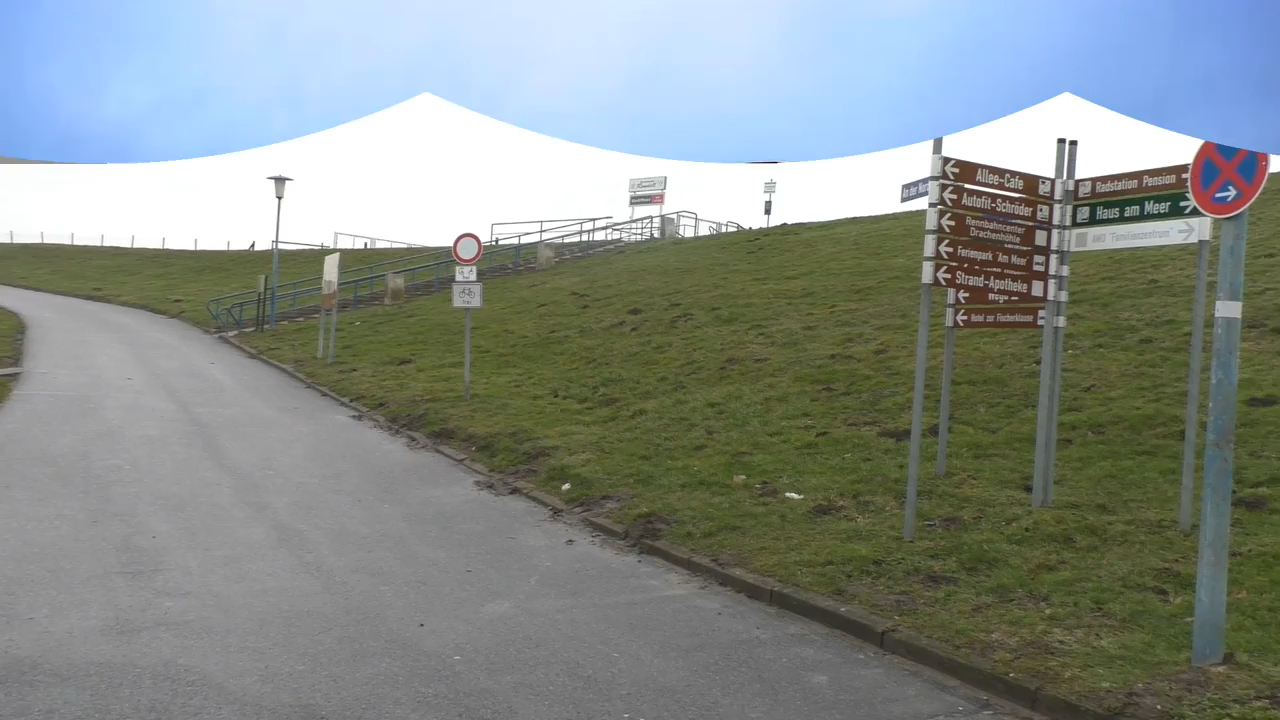 Allee-Cafe
Autofit-Schröder
Rennbahncenter
Drachenhöhle
Ferienpark "Am Meer"
Strand-Apotheke
Hotel zur Fischerklause
Radstation Pension
Haus am Meer
AWO "Familienzentrum"
frei